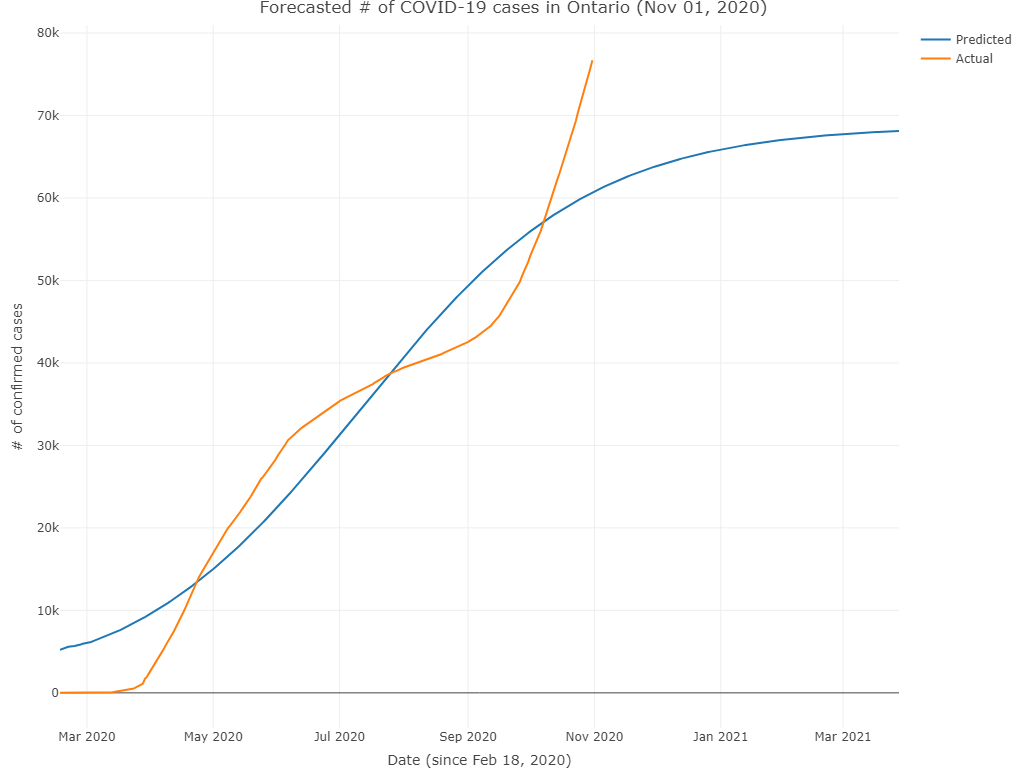 Forecasted # of COVID-19 cases in Ontario (Nov 01, 2020)
Predicted
Actual
80k
70k
60k
50k
40k
30k
20k
10k
0
# of confirmed cases
Mar 2020 May 2020 Jul 2020 Sep 2020 Nov 2020 Jan 2021 Mar 2021
Date (since Feb 18, 2020)